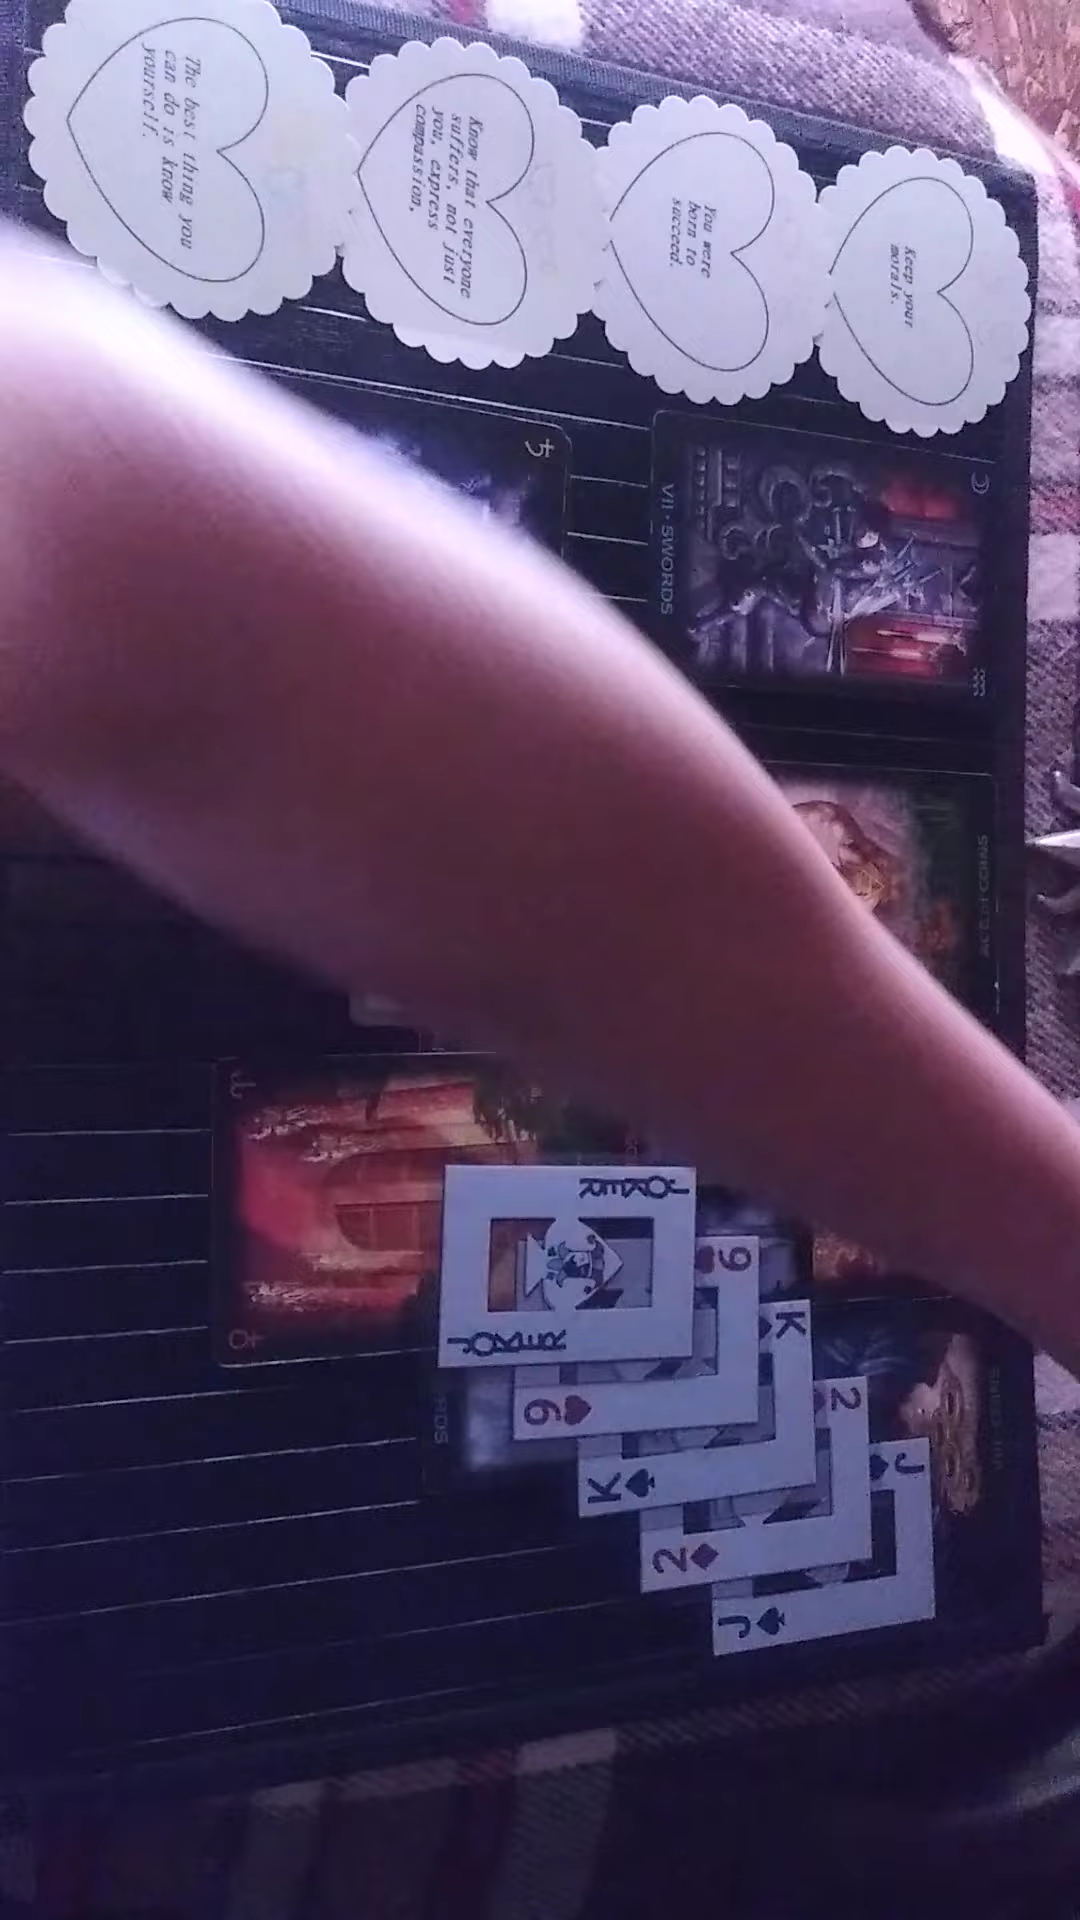 The best thing you
can do is know
yourself.
Know that everyone
suffers, not just
you, express
compassion.
You were
born to
succeed.
Keep your
morals.
VII · SWORDS
ACE of COINS
JOKER
JOKER
9
6
K
K
2
2
J
J